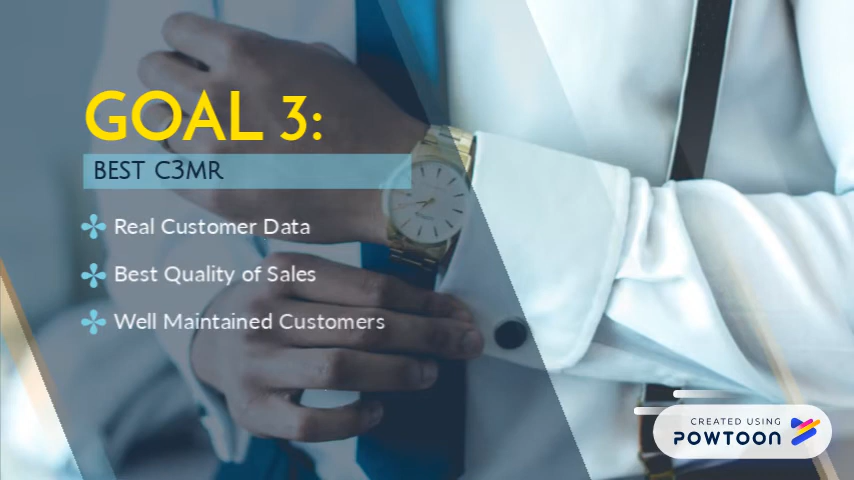 GOAL 3:
BEST C3MR
Real Customer Data
Best Quality of Sales
Well Maintained Customers
CREATED USING
POWTOON